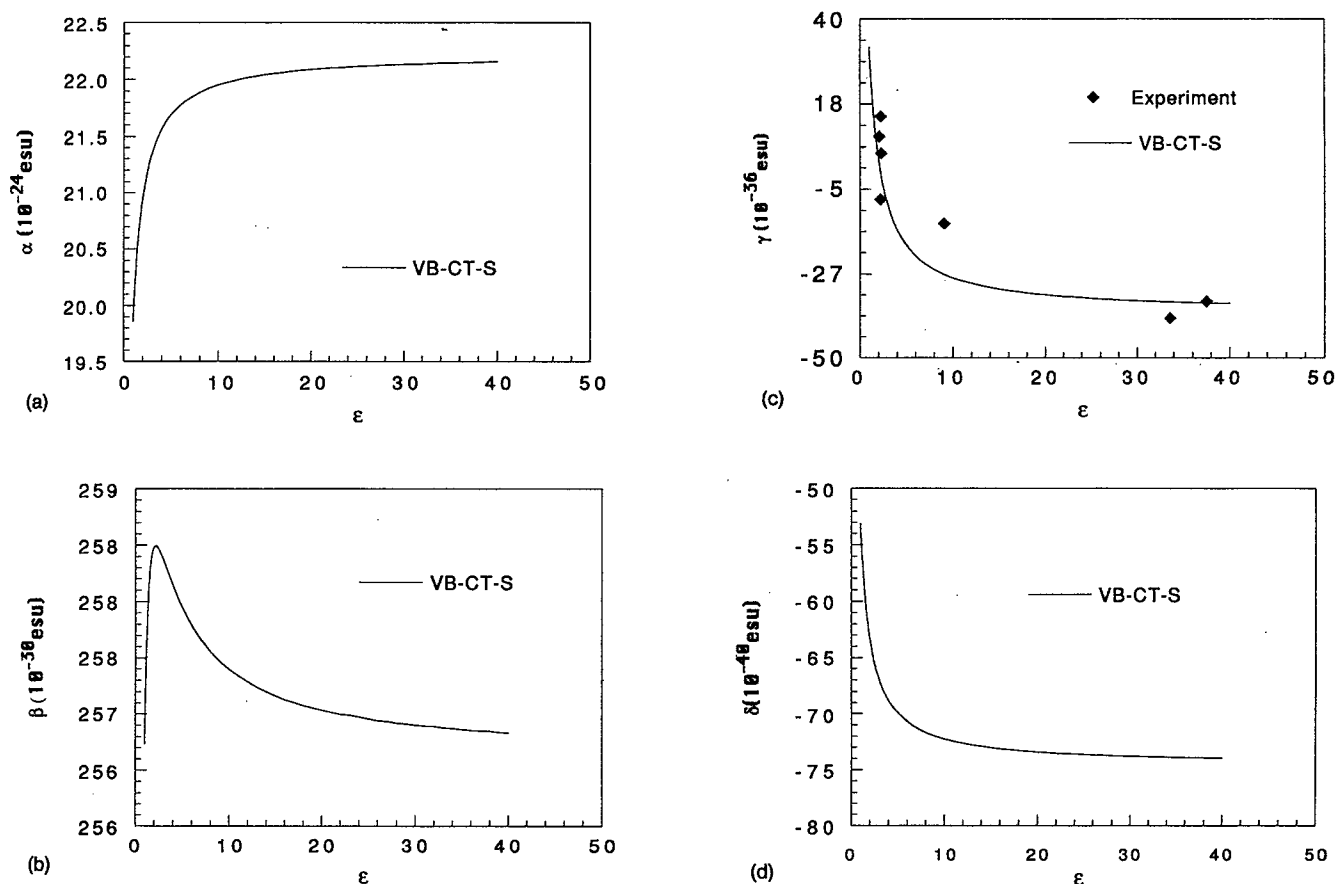 22.5
22.0
21.5
21.0
20.5
20.0
19.5
α (10⁻²⁴esu)
VB-CT-S
0 10 20 30 40 50
(a)
ε
259
258
258
258
257
256
256
β (10⁻³⁰esu)
VB-CT-S
0 10 20 30 40 50
(b)
ε
40
18
-5
-27
-50
γ (10⁻³⁶esu)
Experiment
VB-CT-S
0 10 20 30 40 50
(c)
ε
-50
-55
-60
-65
-70
-75
-80
δ(10⁻⁴⁰esu)
VB-CT-S
0 10 20 30 40 50
(d)
ε